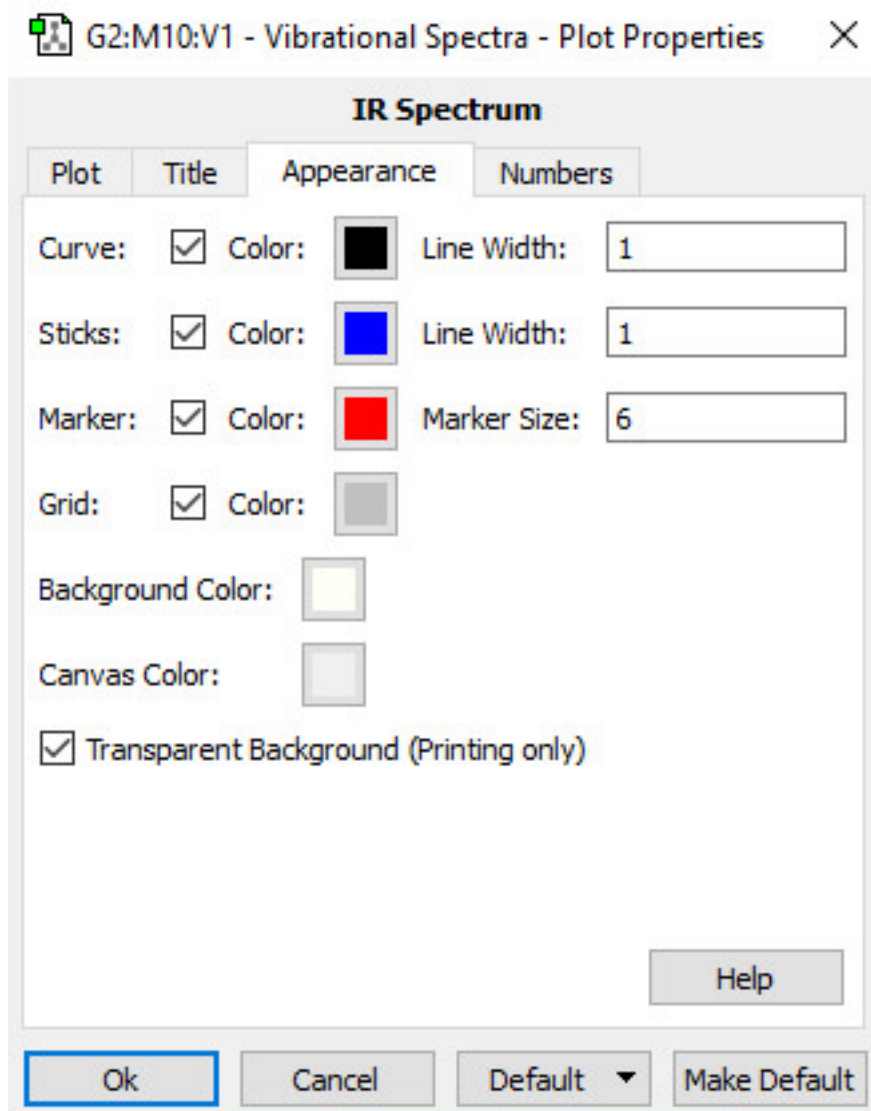 G2:M10:V1 - Vibrational Spectra - Plot Properties
IR Spectrum
Plot Title Appearance Numbers
Curve: Color: Line Width: 1
Sticks: Color: Line Width: 1
Marker: Color: Marker Size: 6
Grid: Color:
Background Color:
Canvas Color:
Transparent Background (Printing only)
Help
Ok Cancel Default Make Default